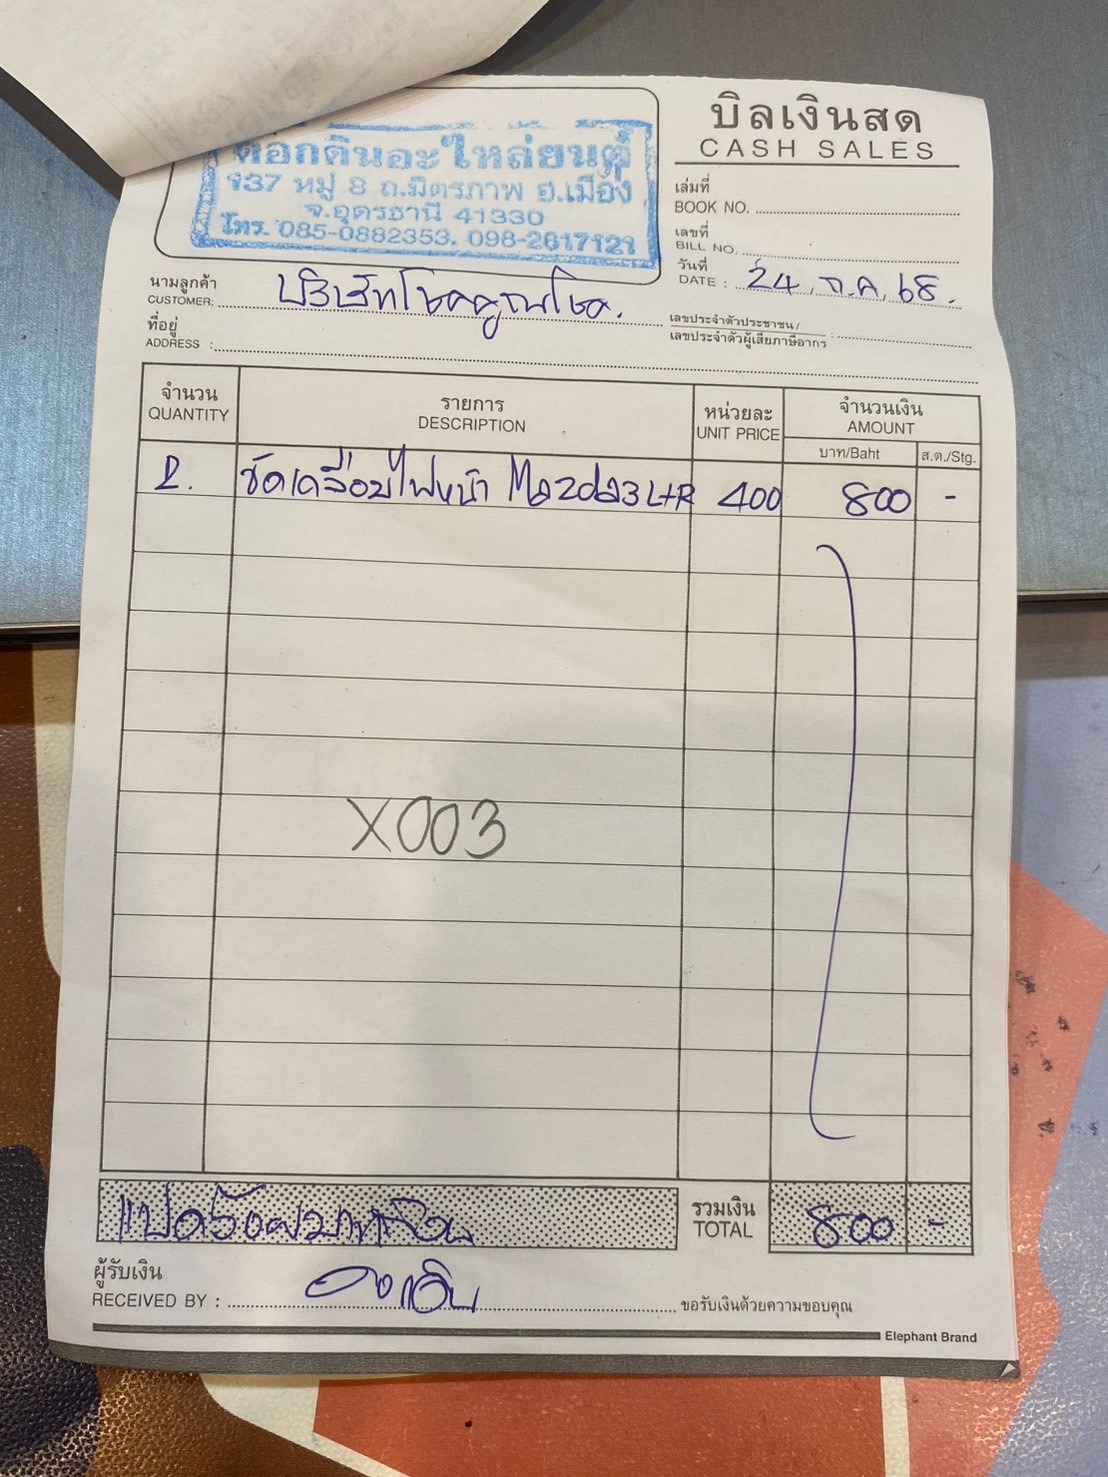 บิลเงินสด
CASH SALES
ดอกดินอะไหล่ยนต์
137 หมู่ 8 ถ.มิตรภาพ อ.เมือง
จ.อุดรธานี 41330
โทร. 085-0882353, 098-2617121
เล่มที่
BOOK NO.
เลขที่
BILL NO.
วันที่
DATE : 24 ก.ค. 68.
นามลูกค้า
CUSTOMER: บริษัทโชคคูณโชค.
ที่อยู่
ADDRESS :
เลขประจำตัวประชาชน/
เลขประจำตัวผู้เสียภาษีอากร :
จำนวน รายการ หน่วยละ จำนวนเงิน
QUANTITY DESCRIPTION UNIT PRICE AMOUNT
บาท/Baht ส.ต./Stg.
2. ขัดเคลือบไฟหน้า Mazda3 L+R 400 800 -
X003
แปดร้อยบาทถ้วน รวมเงิน
TOTAL 800 -
ผู้รับเงิน
RECEIVED BY : ขอรับเงินด้วยความขอบคุณ
Elephant Brand